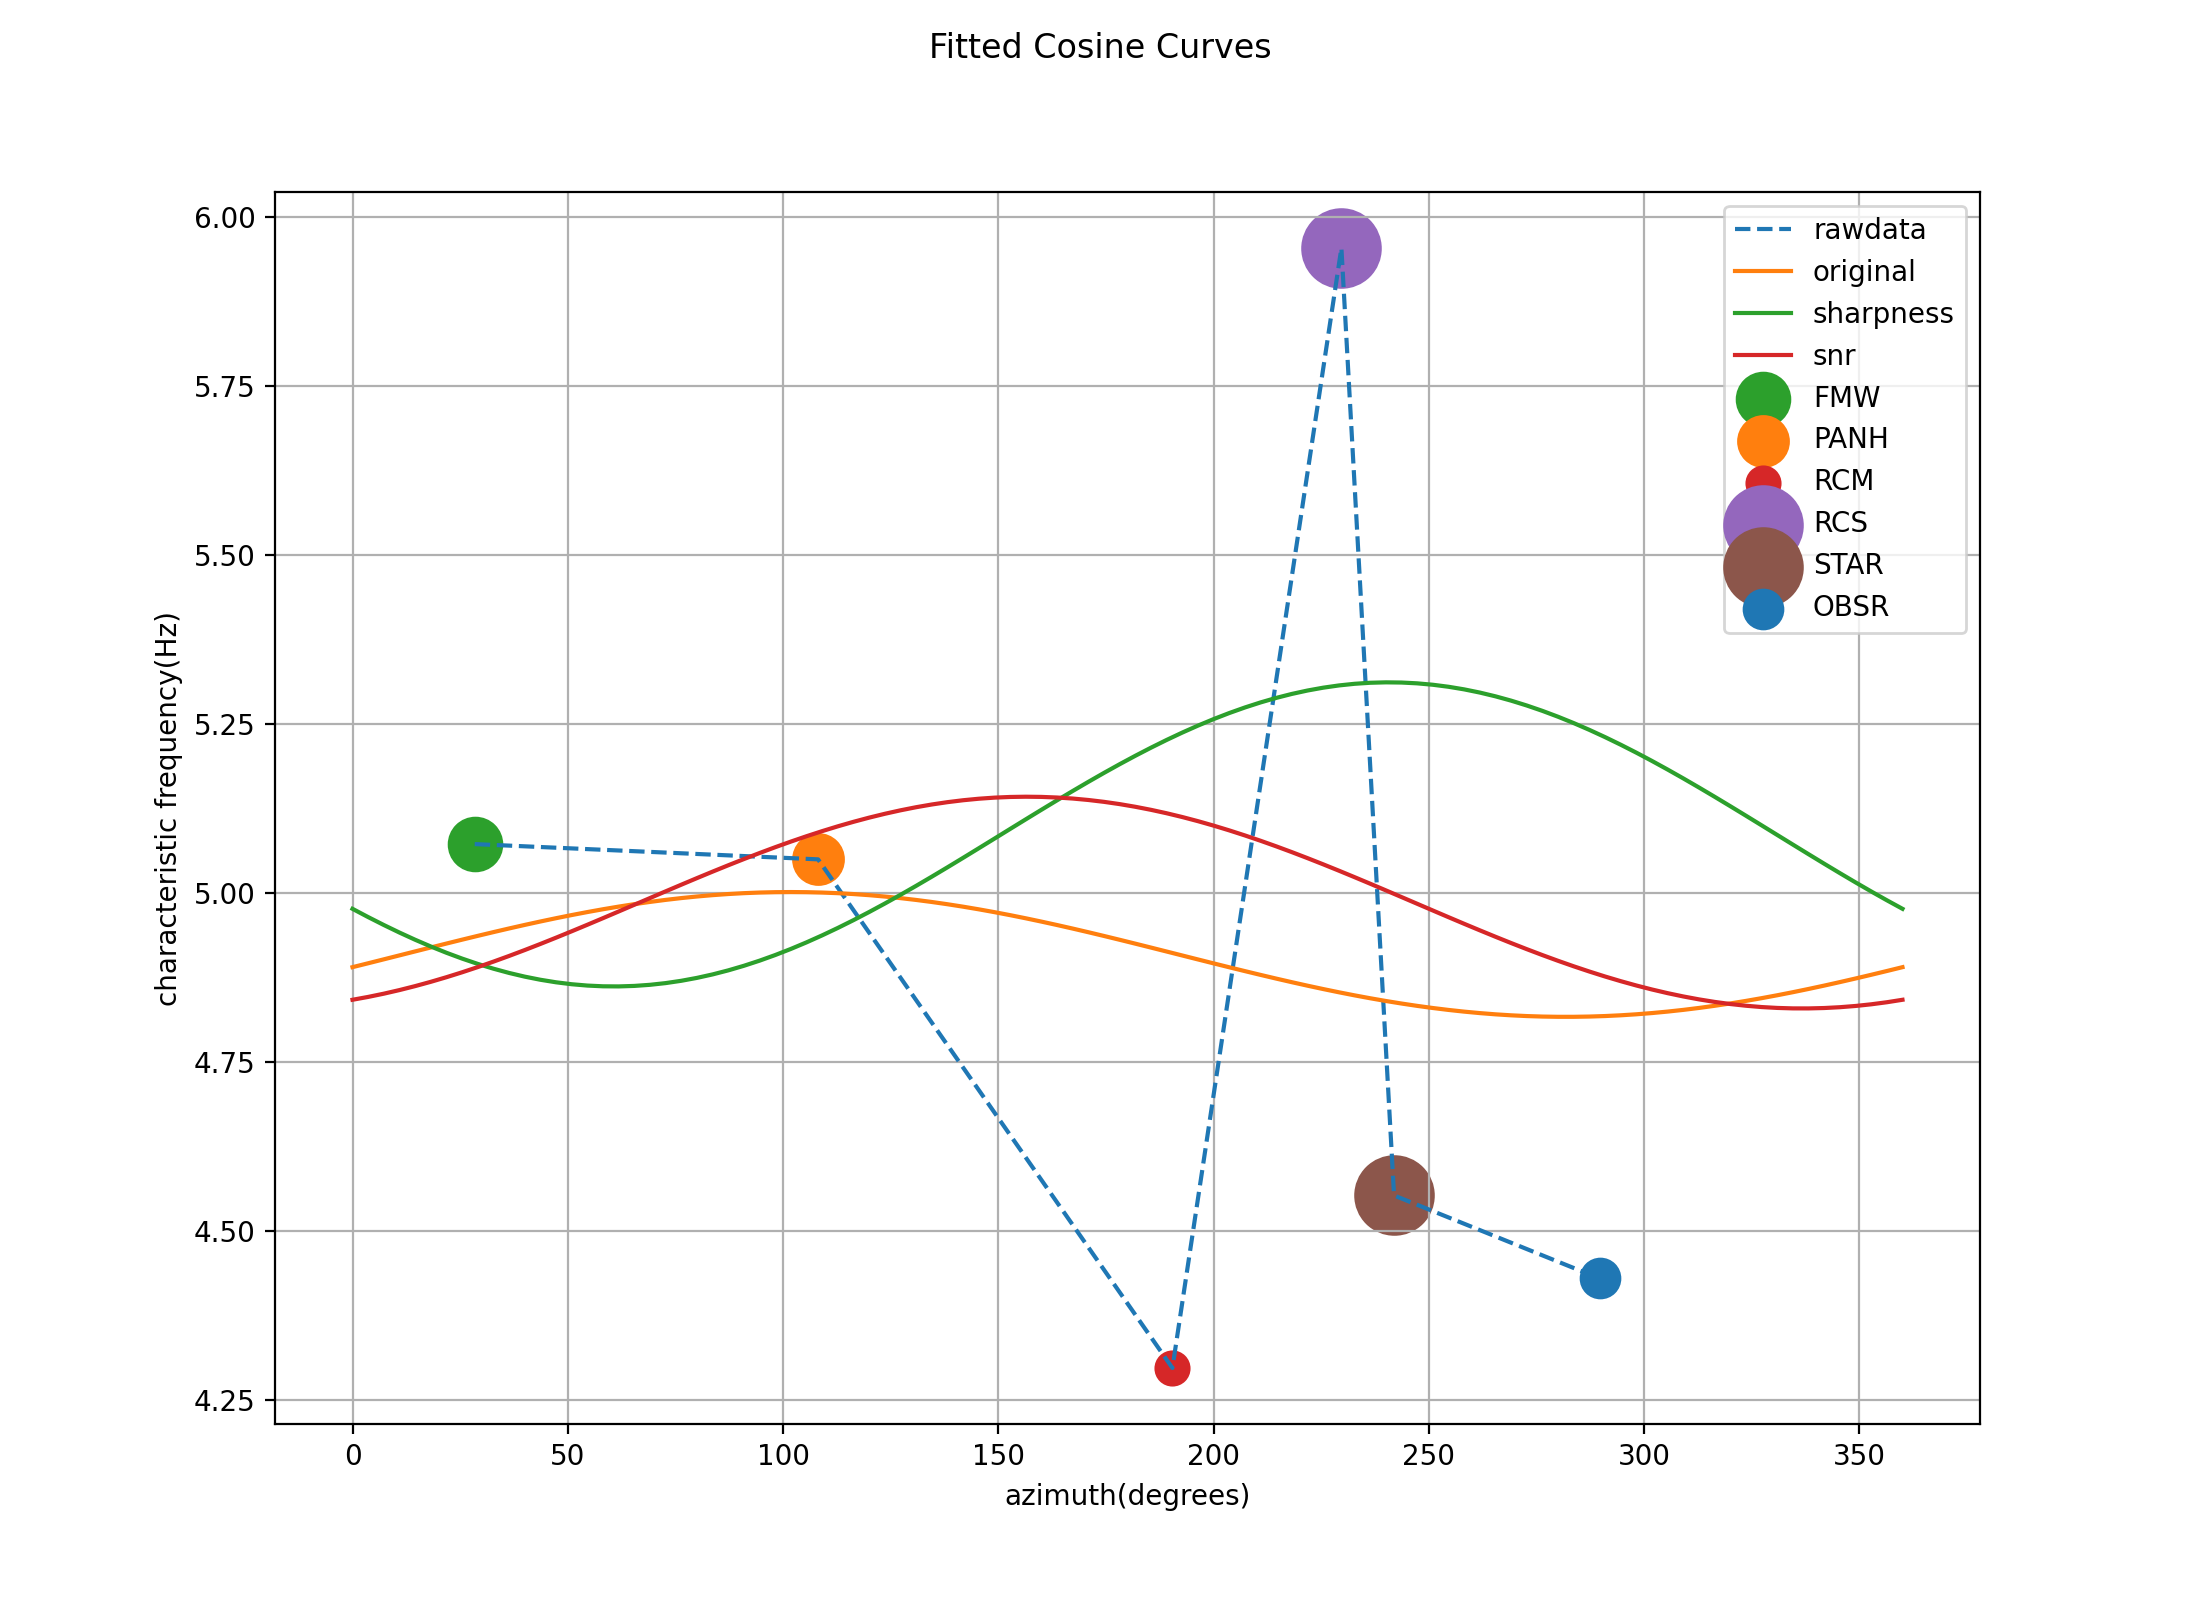 Fitted Cosine Curves
6.00
5.75
5.50
5.25
5.00
4.75
4.50
4.25
characteristic frequency(Hz)
rawdata
original
sharpness
snr
FMW
PANH
RCM
RCS
STAR
OBSR
0 50 100 150 200 250 300 350
azimuth(degrees)